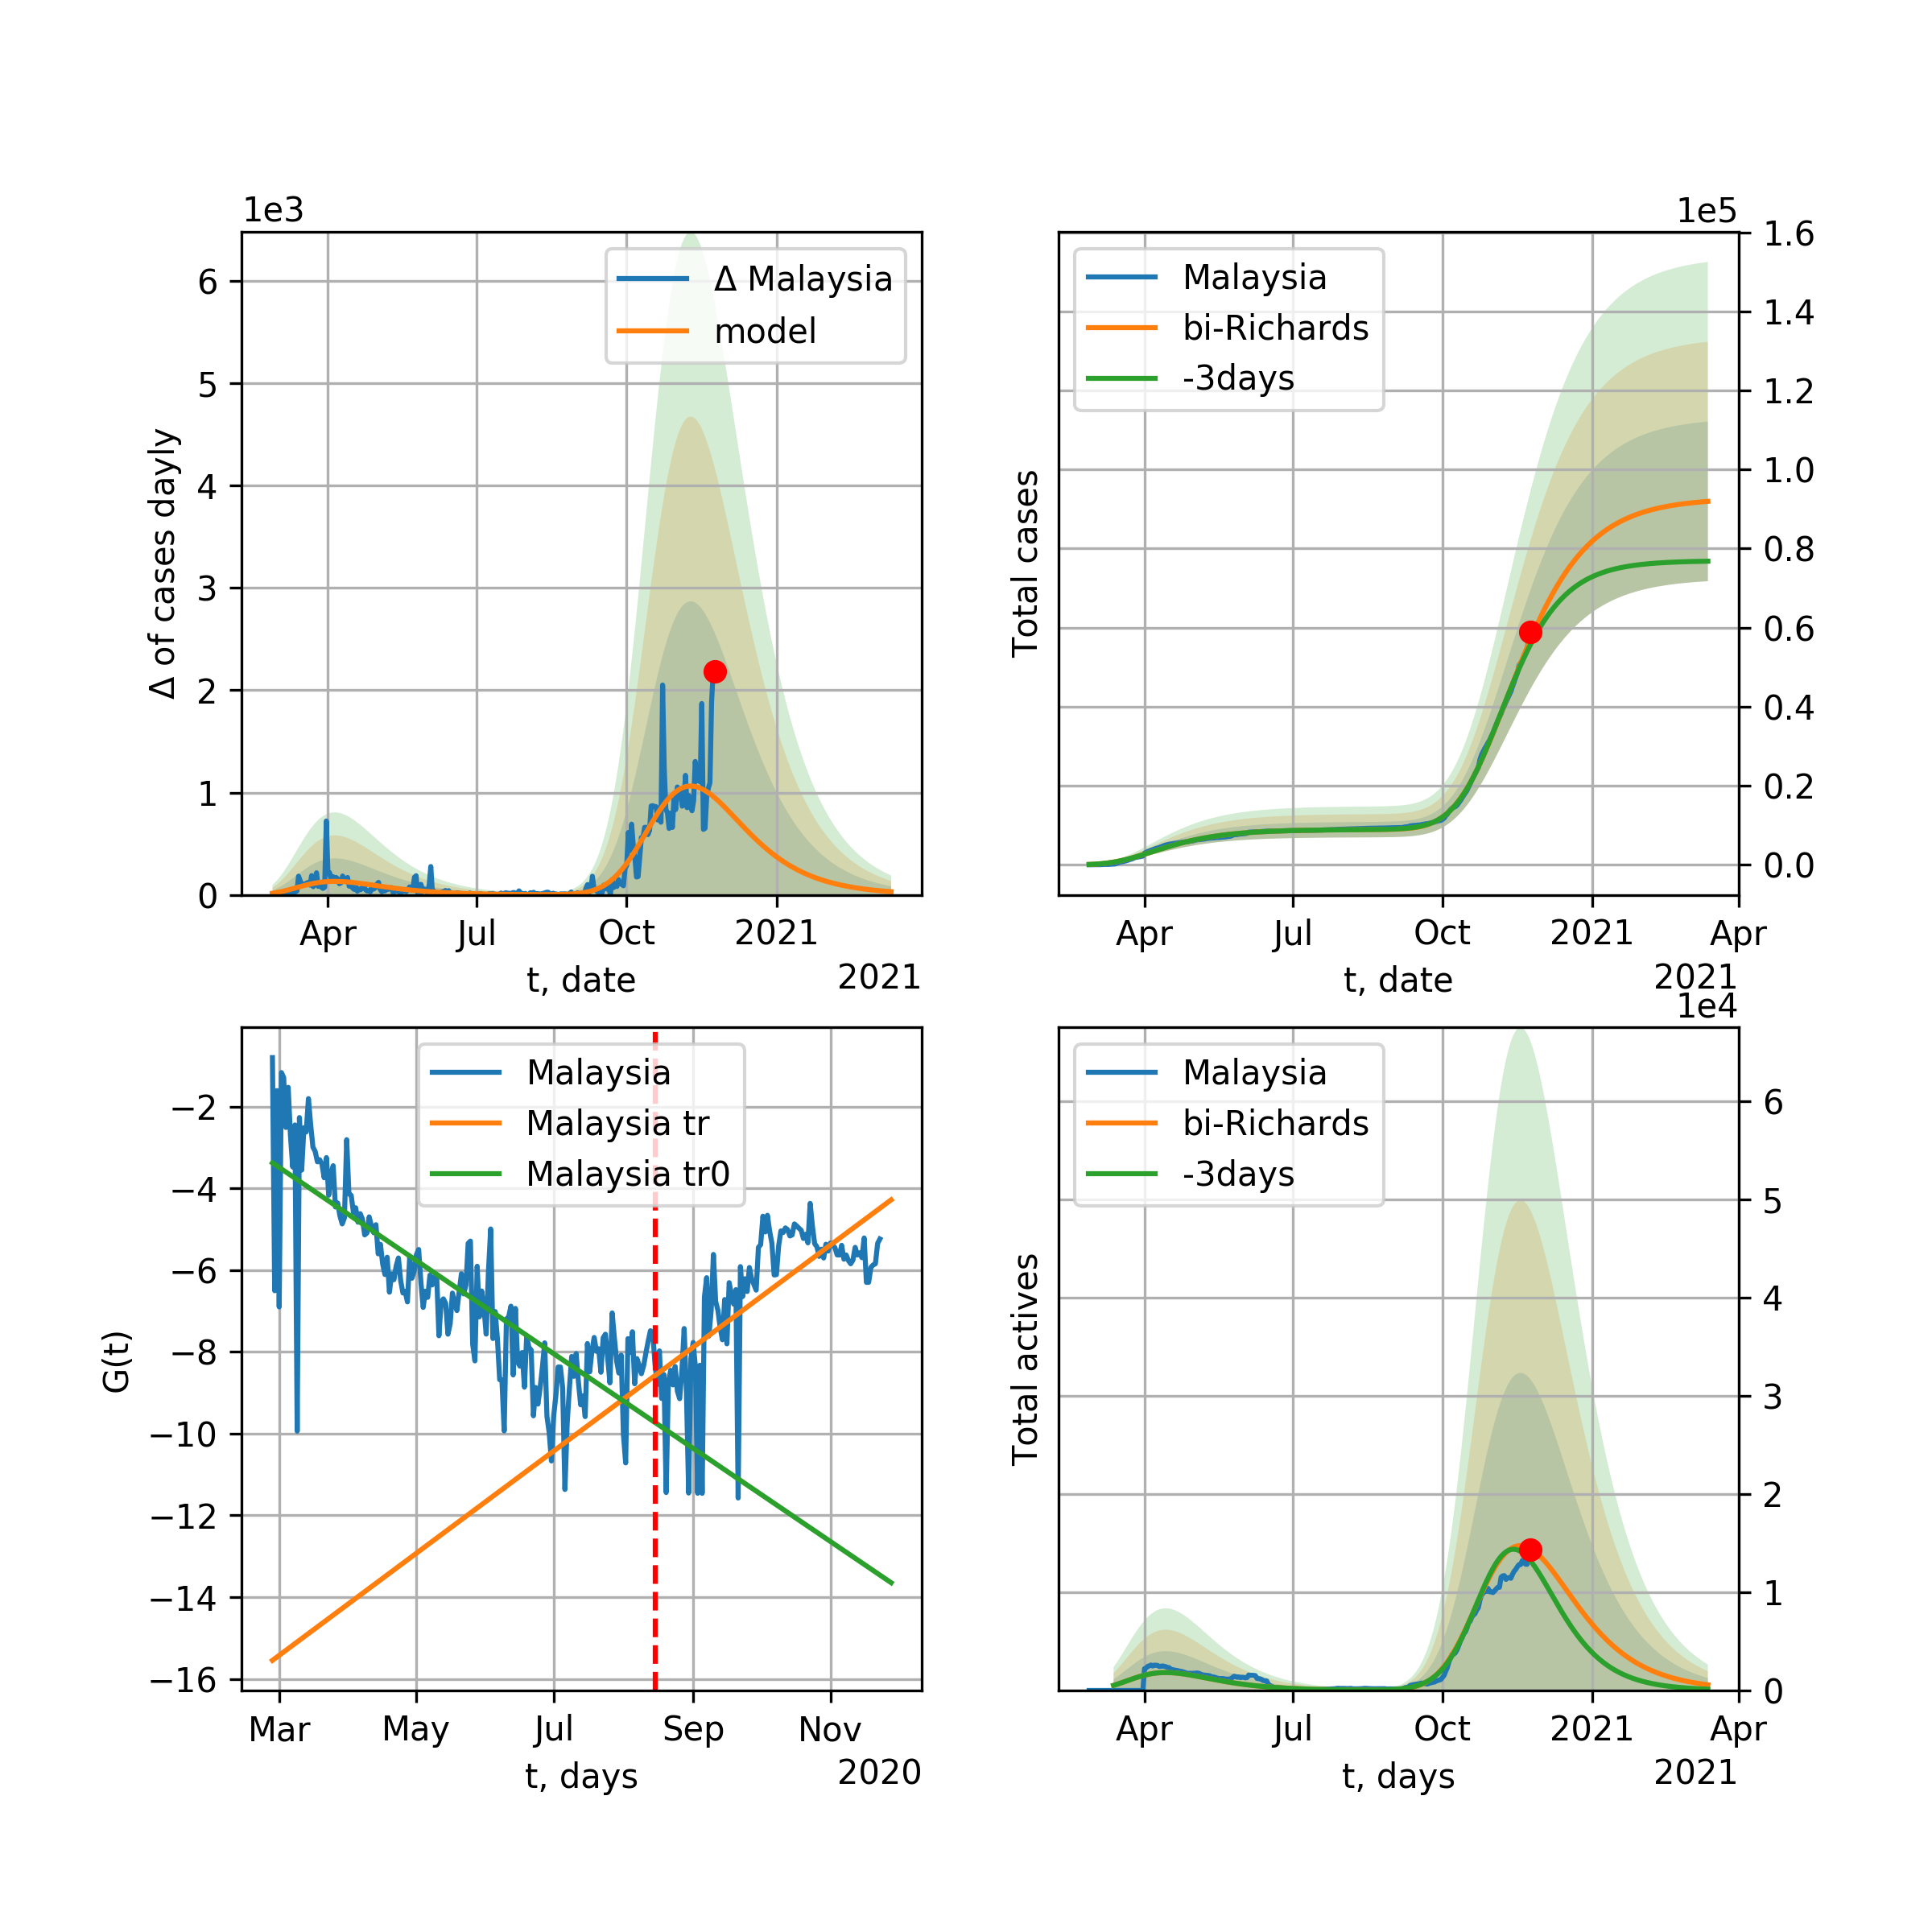 1e3
6
5
4
3
2
1
0
Δ of cases dayly
Δ Malaysia
model
Apr Jul Oct 2021
t, date
2021
1e5
1.6
1.4
1.2
1.0
0.8
0.6
0.4
0.2
0.0
Total cases
Malaysia
bi-Richards
-3days
Apr Jul Oct 2021 Apr
t, date
2021
−2
−4
−6
−8
−10
−12
−14
−16
G(t)
Malaysia
Malaysia tr
Malaysia tr0
Mar May Jul Sep Nov
t, days
2020
1e4
6
5
4
3
2
1
0
Total actives
Malaysia
bi-Richards
-3days
Apr Jul Oct 2021 Apr
t, days
2021